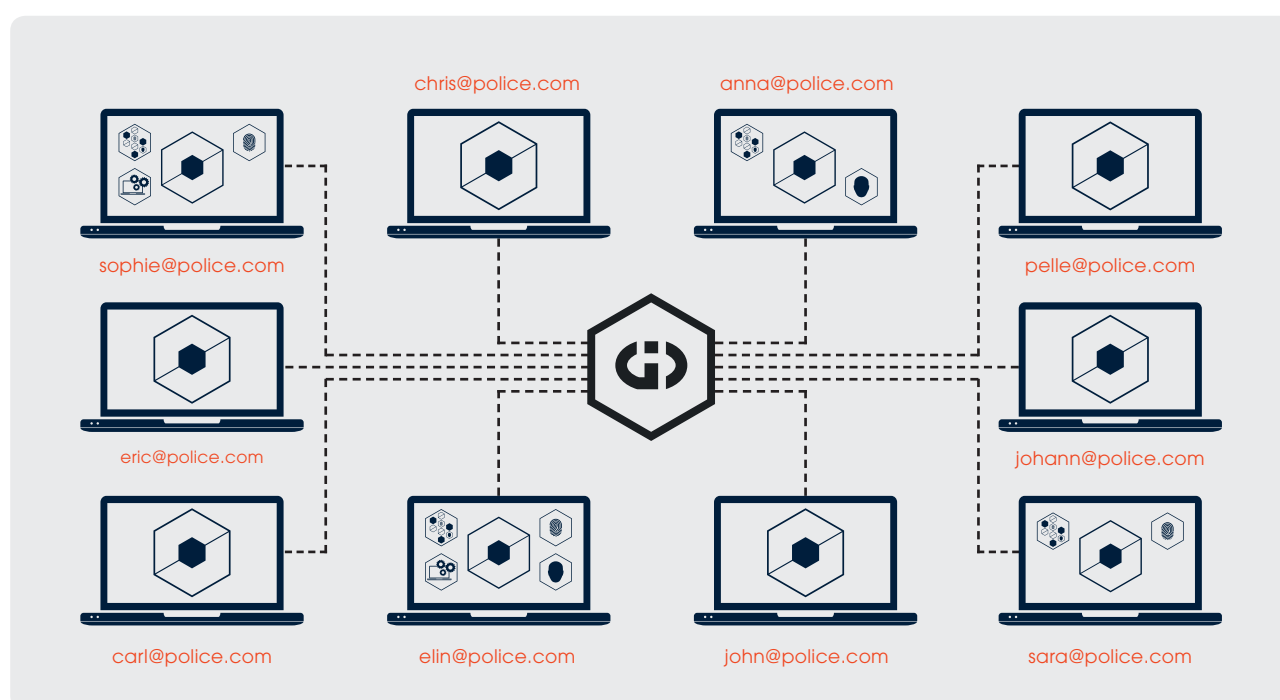 chris@police.com
anna@police.com
sophie@police.com
pelle@police.com
eric@police.com
johann@police.com
carl@police.com
elin@police.com
john@police.com
sara@police.com